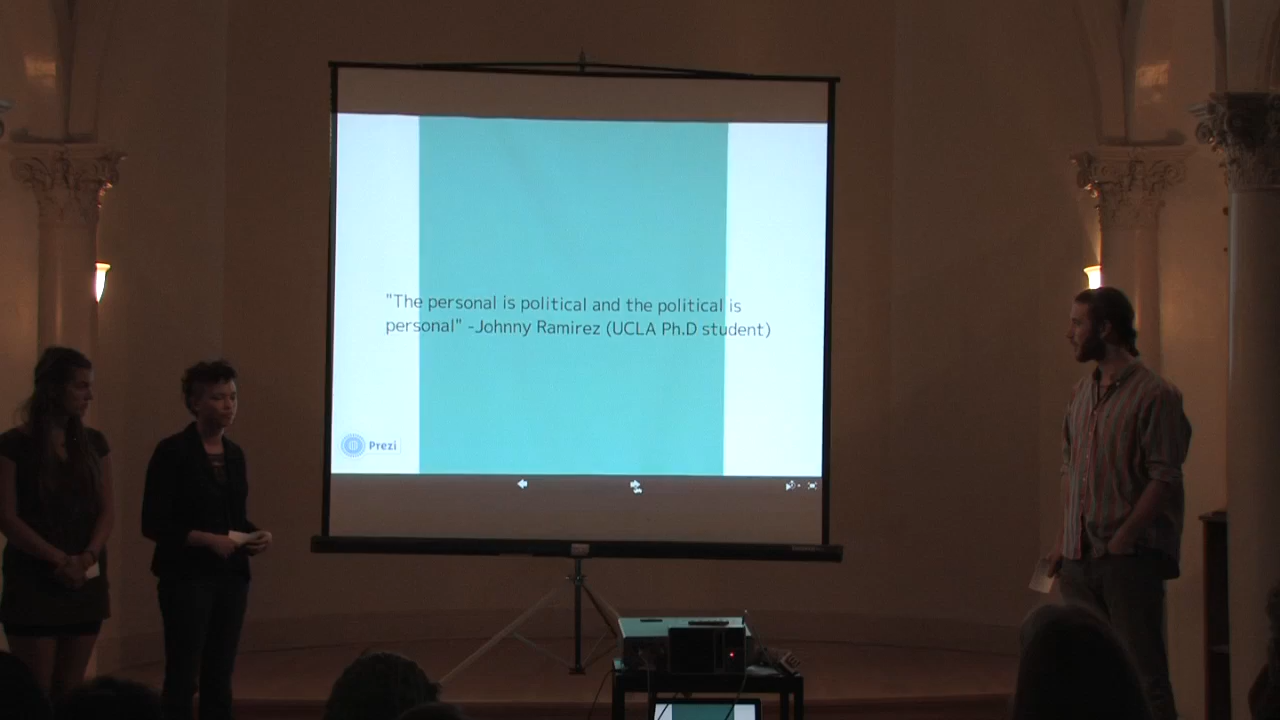 "The personal is political and the political is
personal" -Johnny Ramirez (UCLA Ph.D student)
Prezi